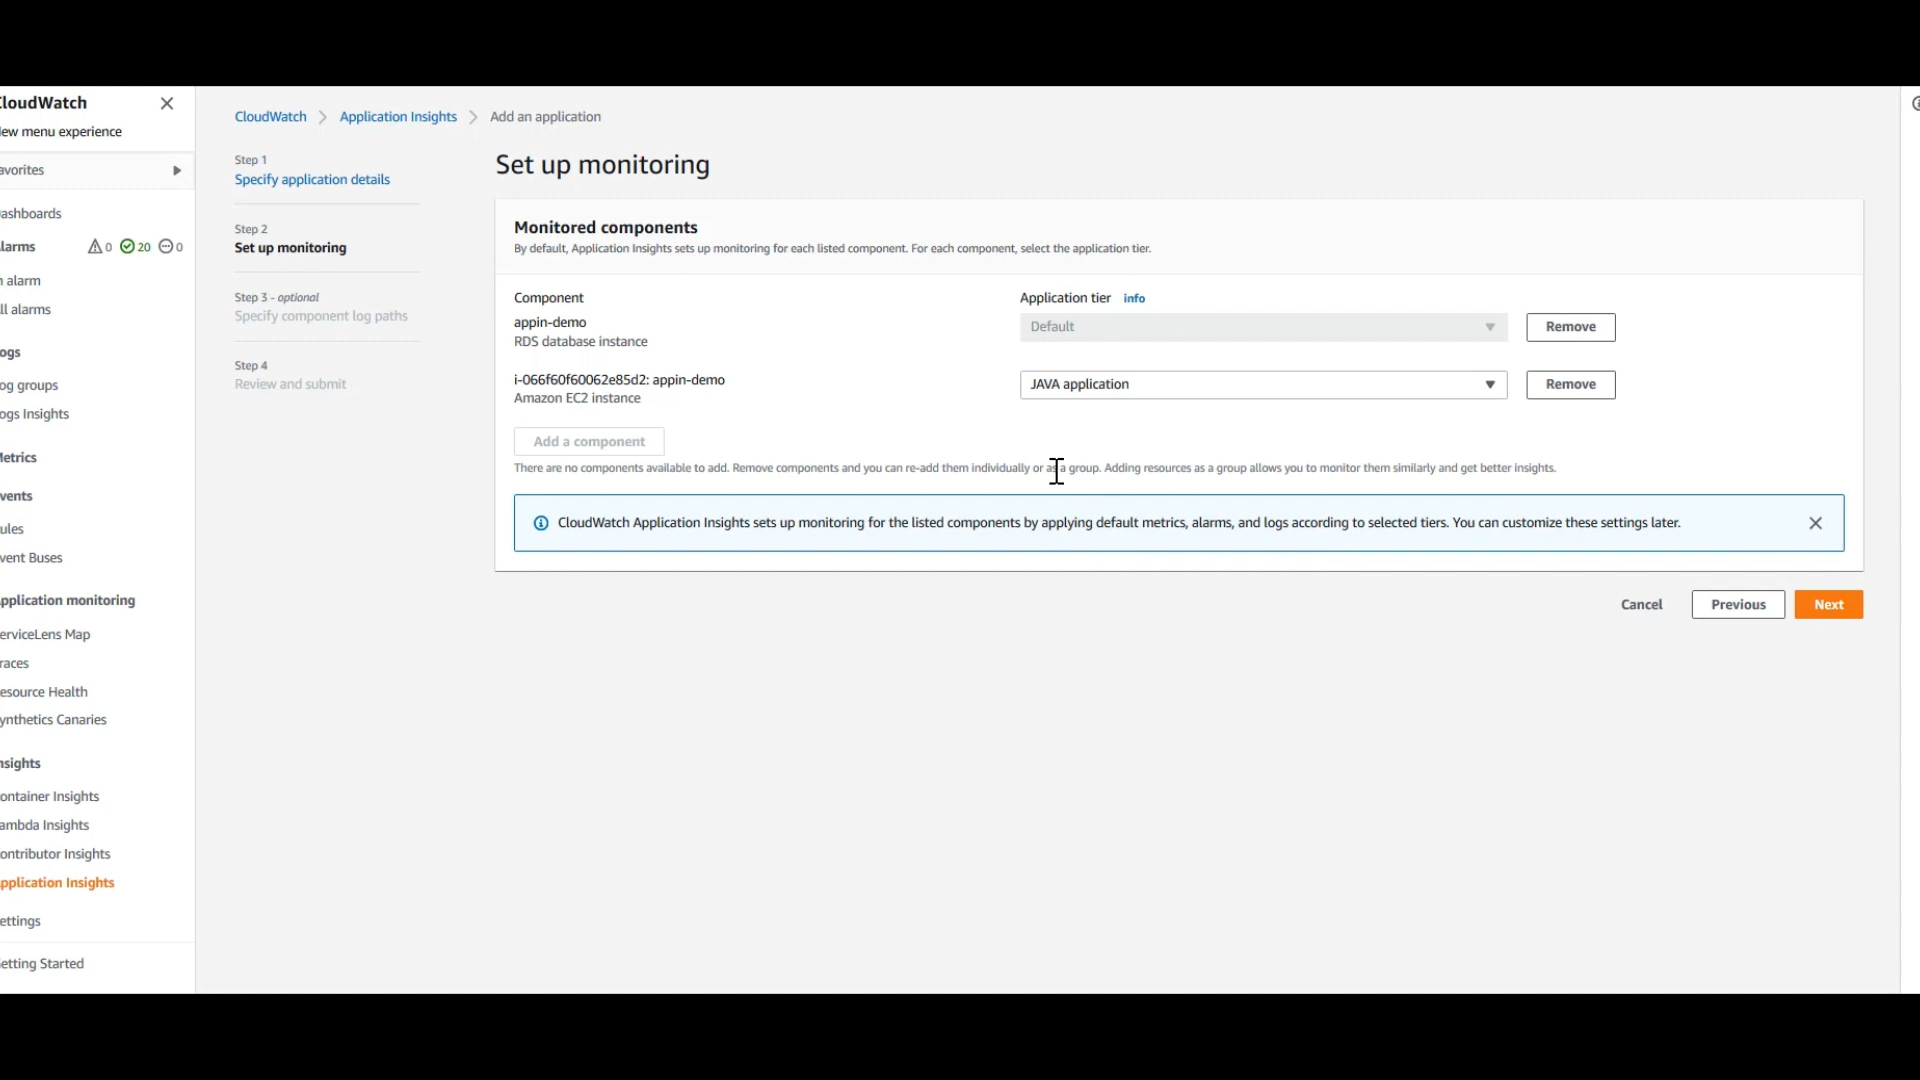 CloudWatch
ew menu experience
avorites
ashboards
larms 0 20 0
n alarm
ll alarms
ogs
og groups
ogs Insights
Metrics
vents
ules
vent Buses
pplication monitoring
erviceLens Map
races
esource Health
ynthetics Canaries
nsights
ontainer Insights
ambda Insights
ontributor Insights
pplication Insights
ettings
etting Started
CloudWatch
Application Insights
Add an application
Step 1
Specify application details
Step 2
Set up monitoring
Step 3 - optional
Specify component log paths
Step 4
Review and submit
Set up monitoring
Monitored components
By default, Application Insights sets up monitoring for each listed component. For each component, select the application tier.
Component
Application tier info
appin-demo
RDS database instance
Default
Remove
i-066f60f60062e85d2: appin-demo
Amazon EC2 instance
JAVA application
Remove
Add a component
There are no components available to add. Remove components and you can re-add them individually or as a group. Adding resources as a group allows you to monitor them similarly and get better insights.
CloudWatch Application Insights sets up monitoring for the listed components by applying default metrics, alarms, and logs according to selected tiers. You can customize these settings later.
Cancel
Previous
Next